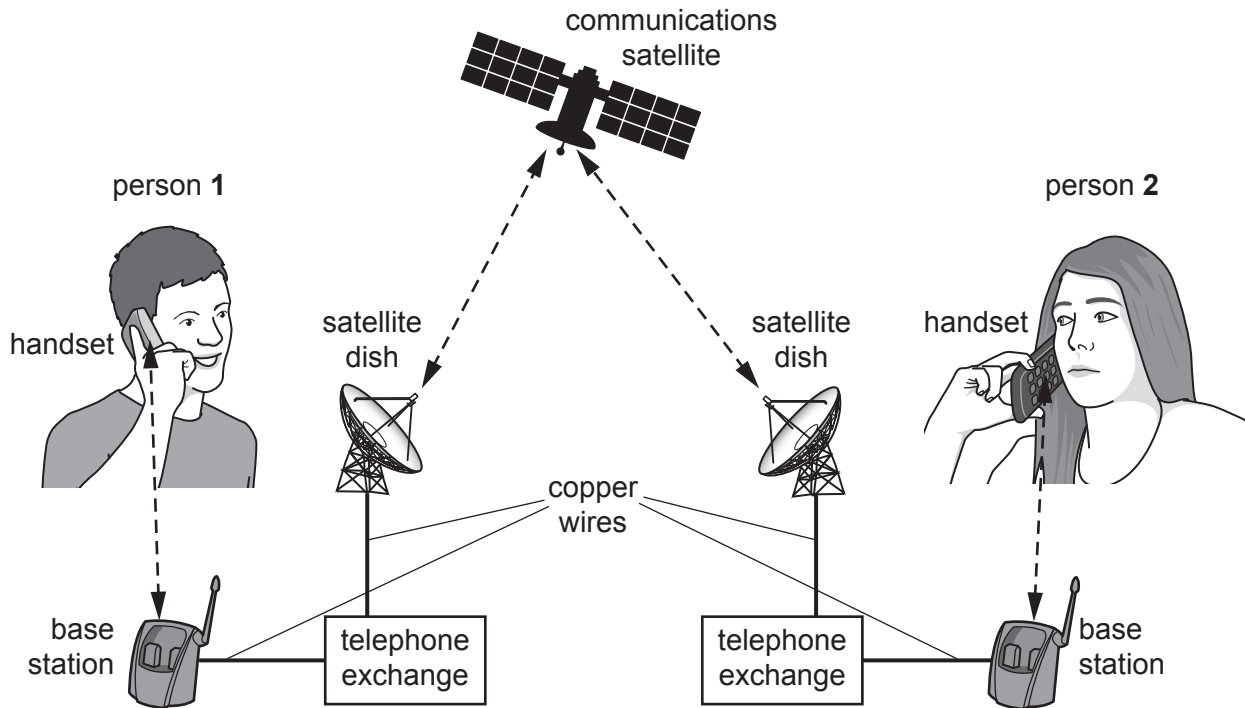 communications
satellite
person 1
person 2
handset
satellite
dish
satellite
dish
handset
copper
wires
base
station
telephone
exchange
telephone
exchange
base
station